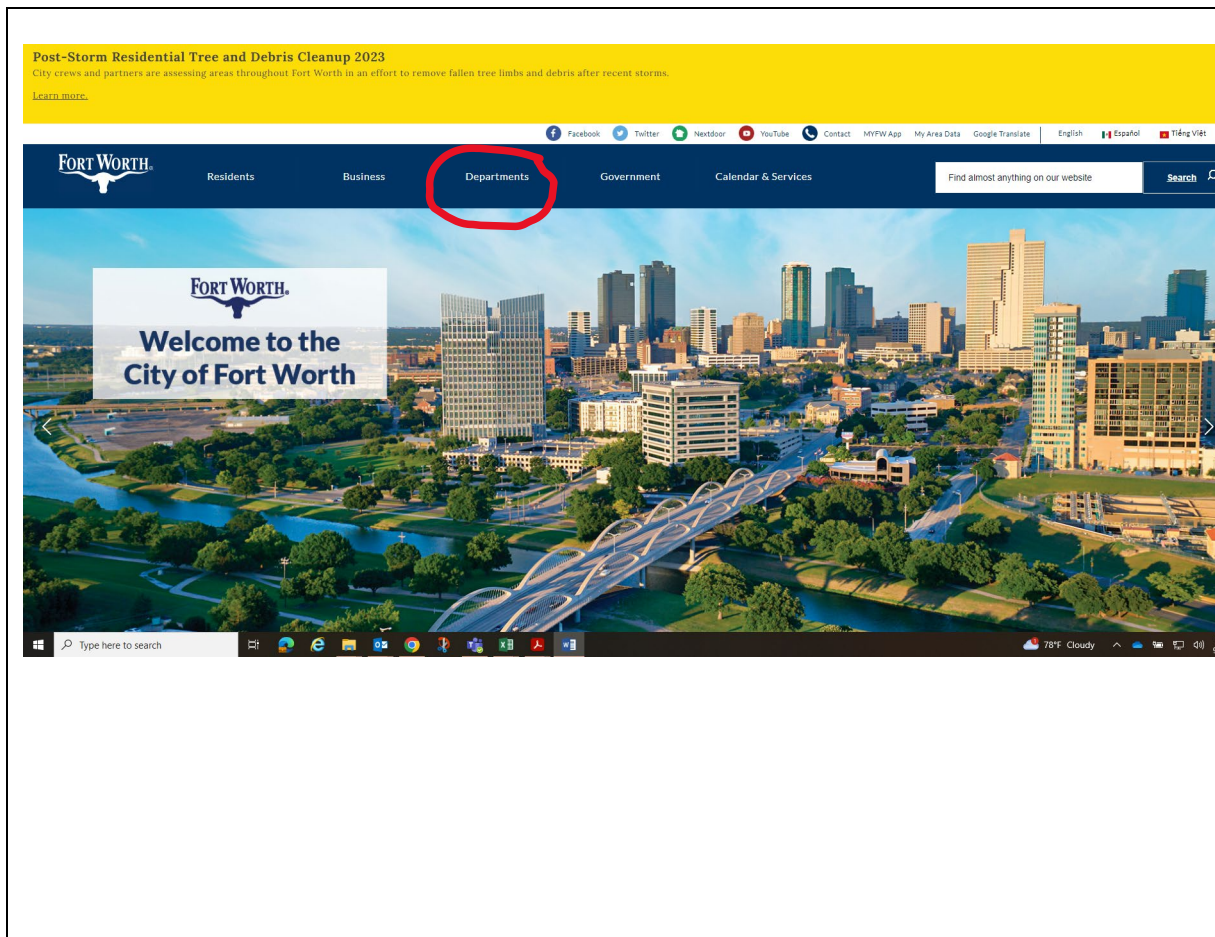 Post-Storm Residential Tree and Debris Cleanup 2023
City crews and partners are assessing areas throughout Fort Worth in an effort to remove fallen tree limbs and debris after recent storms.
Learn more.
Facebook Twitter Nextdoor YouTube Contact MYFW App My Area Data Google Translate English Español Tiếng Việt
FORT WORTH®
Residents Business Departments Government Calendar & Services Find almost anything on our website Search
FORT WORTH®
Welcome to the
City of Fort Worth
Type here to search 78°F Cloudy